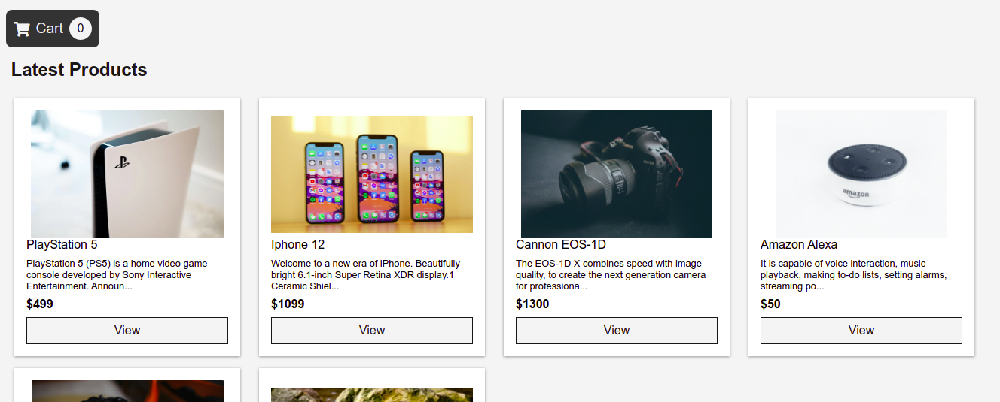 Cart 0
Latest Products
PlayStation 5
PlayStation 5 (PS5) is a home video game
console developed by Sony Interactive
Entertainment. Announ...
$499
View
Iphone 12
Welcome to a new era of iPhone. Beautifully
bright 6.1-inch Super Retina XDR display.1
Ceramic Shiel...
$1099
View
Canon
Cannon EOS-1D
The EOS-1D X combines speed with image
quality, to create the next generation camera
for professiona...
$1300
View
amazon
Amazon Alexa
It is capable of voice interaction, music
playback, making to-do lists, setting alarms,
streaming po...
$50
View